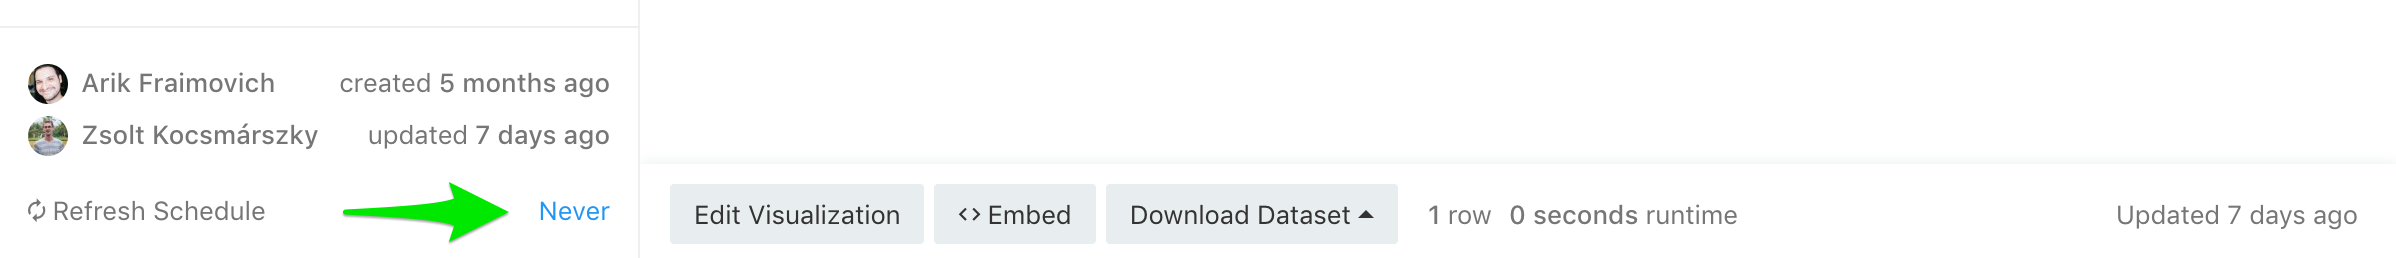 Arik Fraimovich created 5 months ago
Zsolt Kocsmárszky updated 7 days ago
Refresh Schedule Never
Edit Visualization <> Embed Download Dataset 1 row 0 seconds runtime Updated 7 days ago